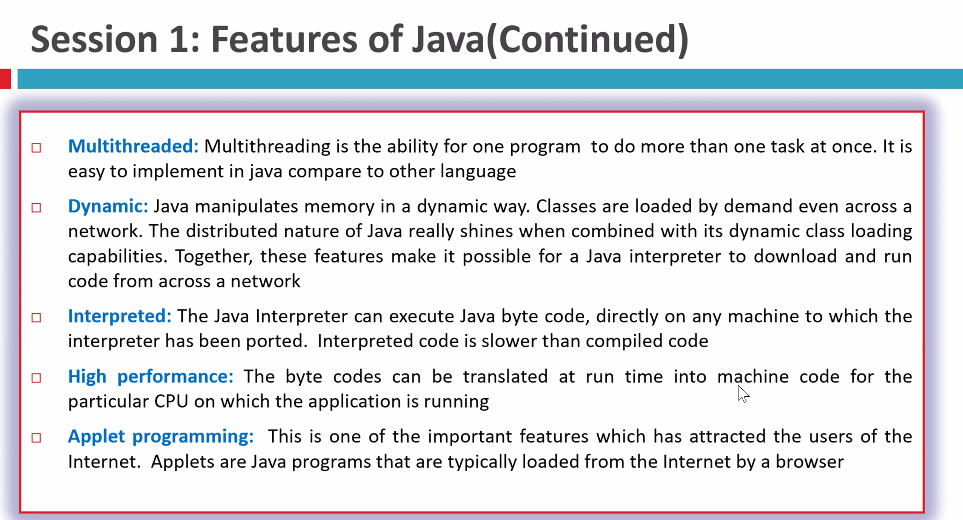 Session 1: Features of Java(Continued)
Multithreaded: Multithreading is the ability for one program to do more than one task at once. It is
easy to implement in java compare to other language
Dynamic: Java manipulates memory in a dynamic way. Classes are loaded by demand even across a
network. The distributed nature of Java really shines when combined with its dynamic class loading
capabilities. Together, these features make it possible for a Java interpreter to download and run
code from across a network
Interpreted: The Java Interpreter can execute Java byte code, directly on any machine to which the
interpreter has been ported. Interpreted code is slower than compiled code
High performance: The byte codes can be translated at run time into machine code for the
particular CPU on which the application is running
Applet programming: This is one of the important features which has attracted the users of the
Internet. Applets are Java programs that are typically loaded from the Internet by a browser